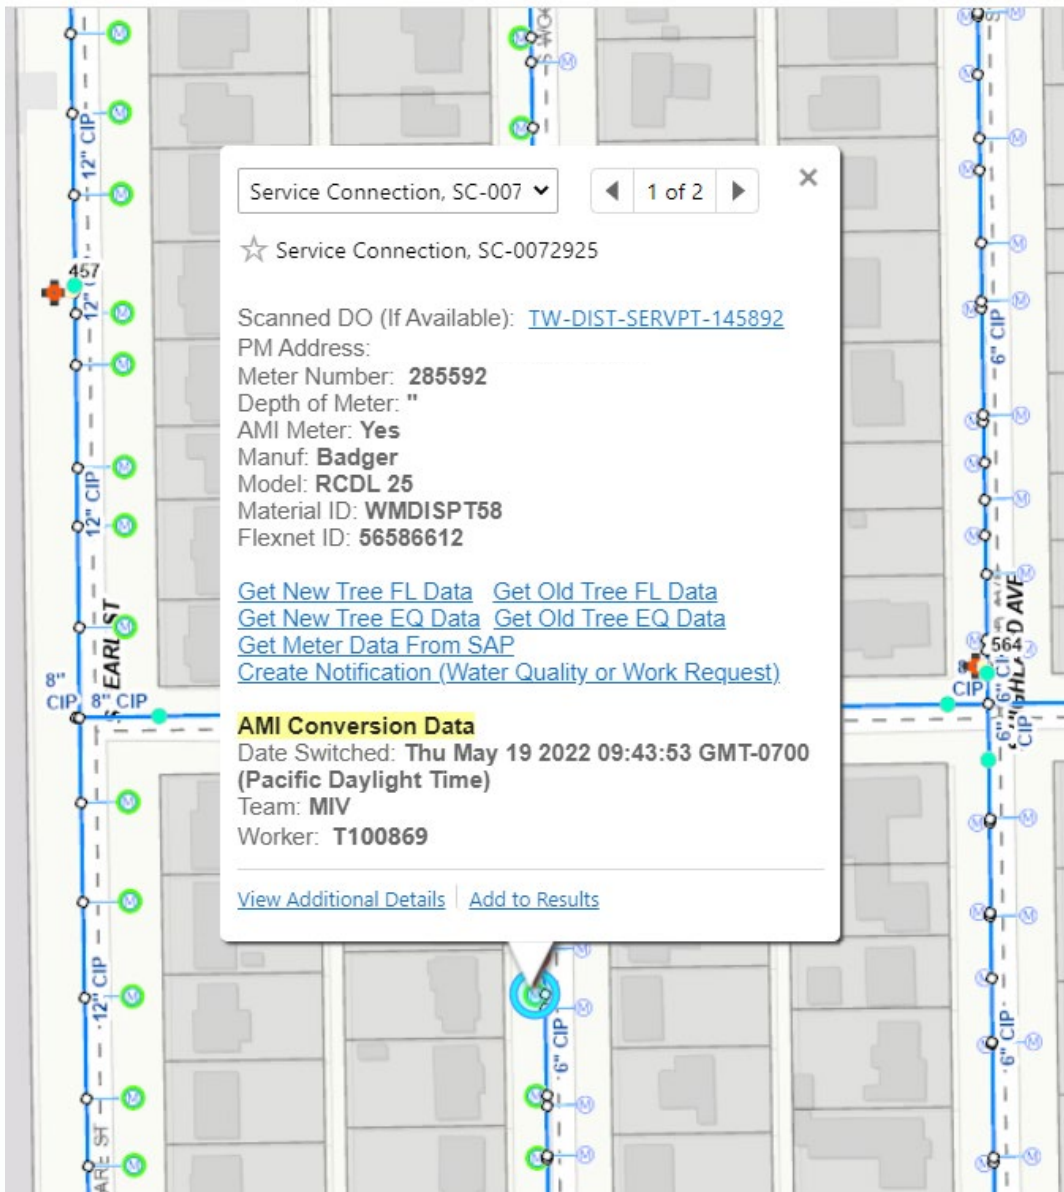 Service Connection, SC-007
1 of 2
Service Connection, SC-0072925
Scanned DO (If Available): TW-DIST-SERVPT-145892
PM Address:
Meter Number: 285592
Depth of Meter: "
AMI Meter: Yes
Manuf: Badger
Model: RCDL 25
Material ID: WMDISPT58
Flexnet ID: 56586612
Get New Tree FL Data Get Old Tree FL Data
Get New Tree EQ Data Get Old Tree EQ Data
Get Meter Data From SAP
Create Notification (Water Quality or Work Request)
AMI Conversion Data
Date Switched: Thu May 19 2022 09:43:53 GMT-0700
(Pacific Daylight Time)
Team: MIV
Worker: T100869
View Additional Details Add to Results
12" CIP
457
12" CIP
S EARL ST
8"
CIP
8" CIP
12" CIP
6" CIP
6" CIP
564
CIP
6" CIP